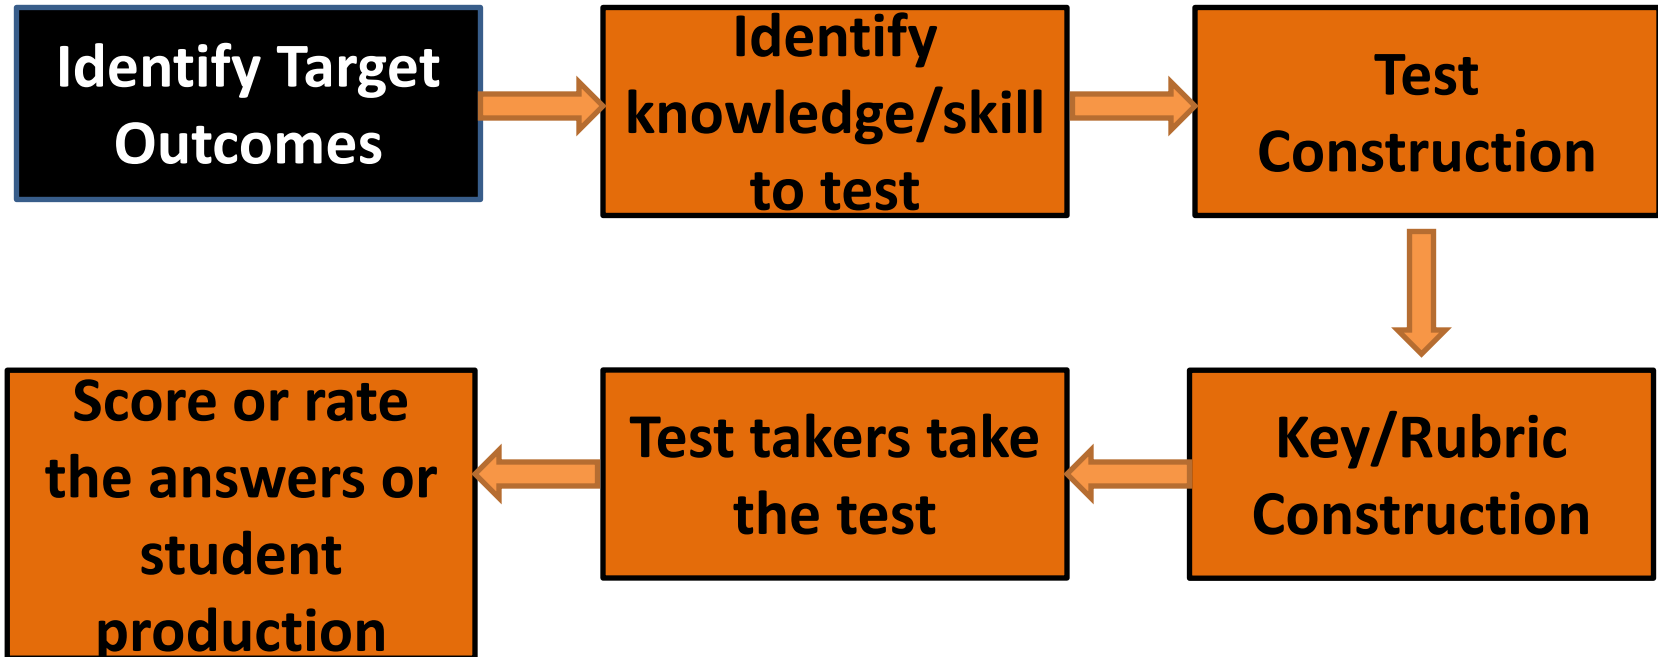 Identify Target
Outcomes
Identify
knowledge/skill
to test
Test
Construction
Key/Rubric
Construction
Test takers take
the test
Score or rate
the answers or
student
production